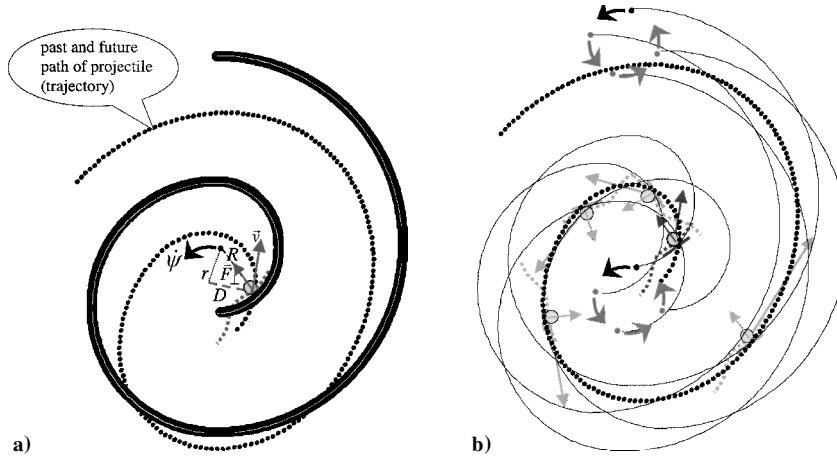 past and future
path of projectile
(trajectory)
v⃗
ψ̇
R
r
F⃗
D
a)
b)